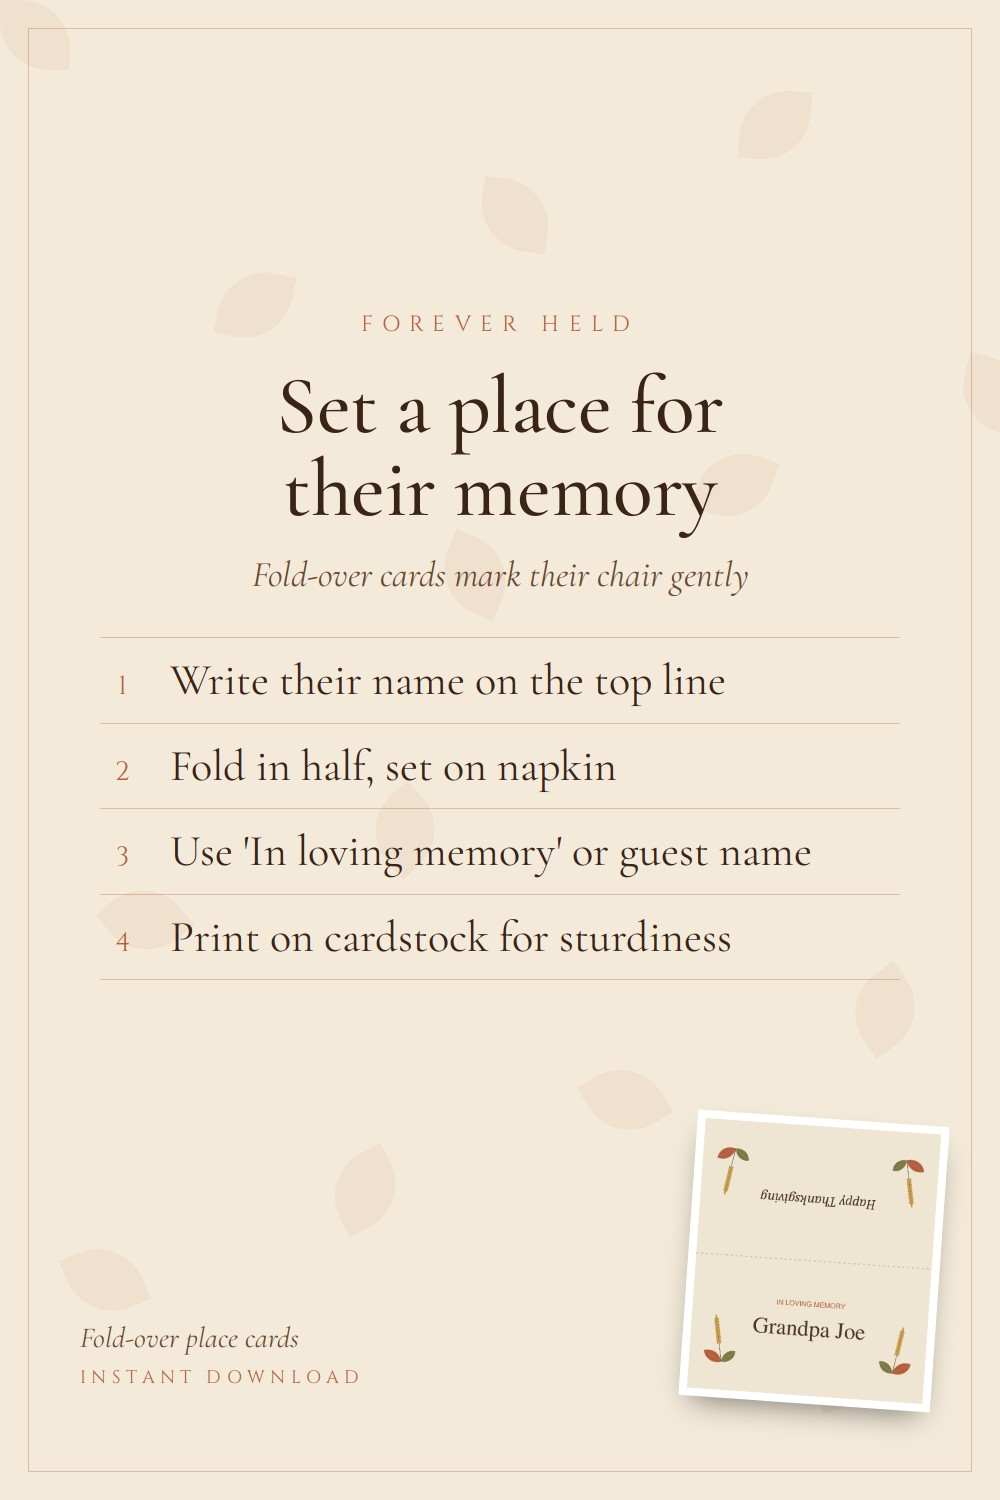 FOREVER HELD
Set a place for
their memory
Fold-over cards mark their chair gently
1 Write their name on the top line
2 Fold in half, set on napkin
3 Use 'In loving memory' or guest name
4 Print on cardstock for sturdiness
Happy Thanksgiving
IN LOVING MEMORY
Grandpa Joe
Fold-over place cards
INSTANT DOWNLOAD